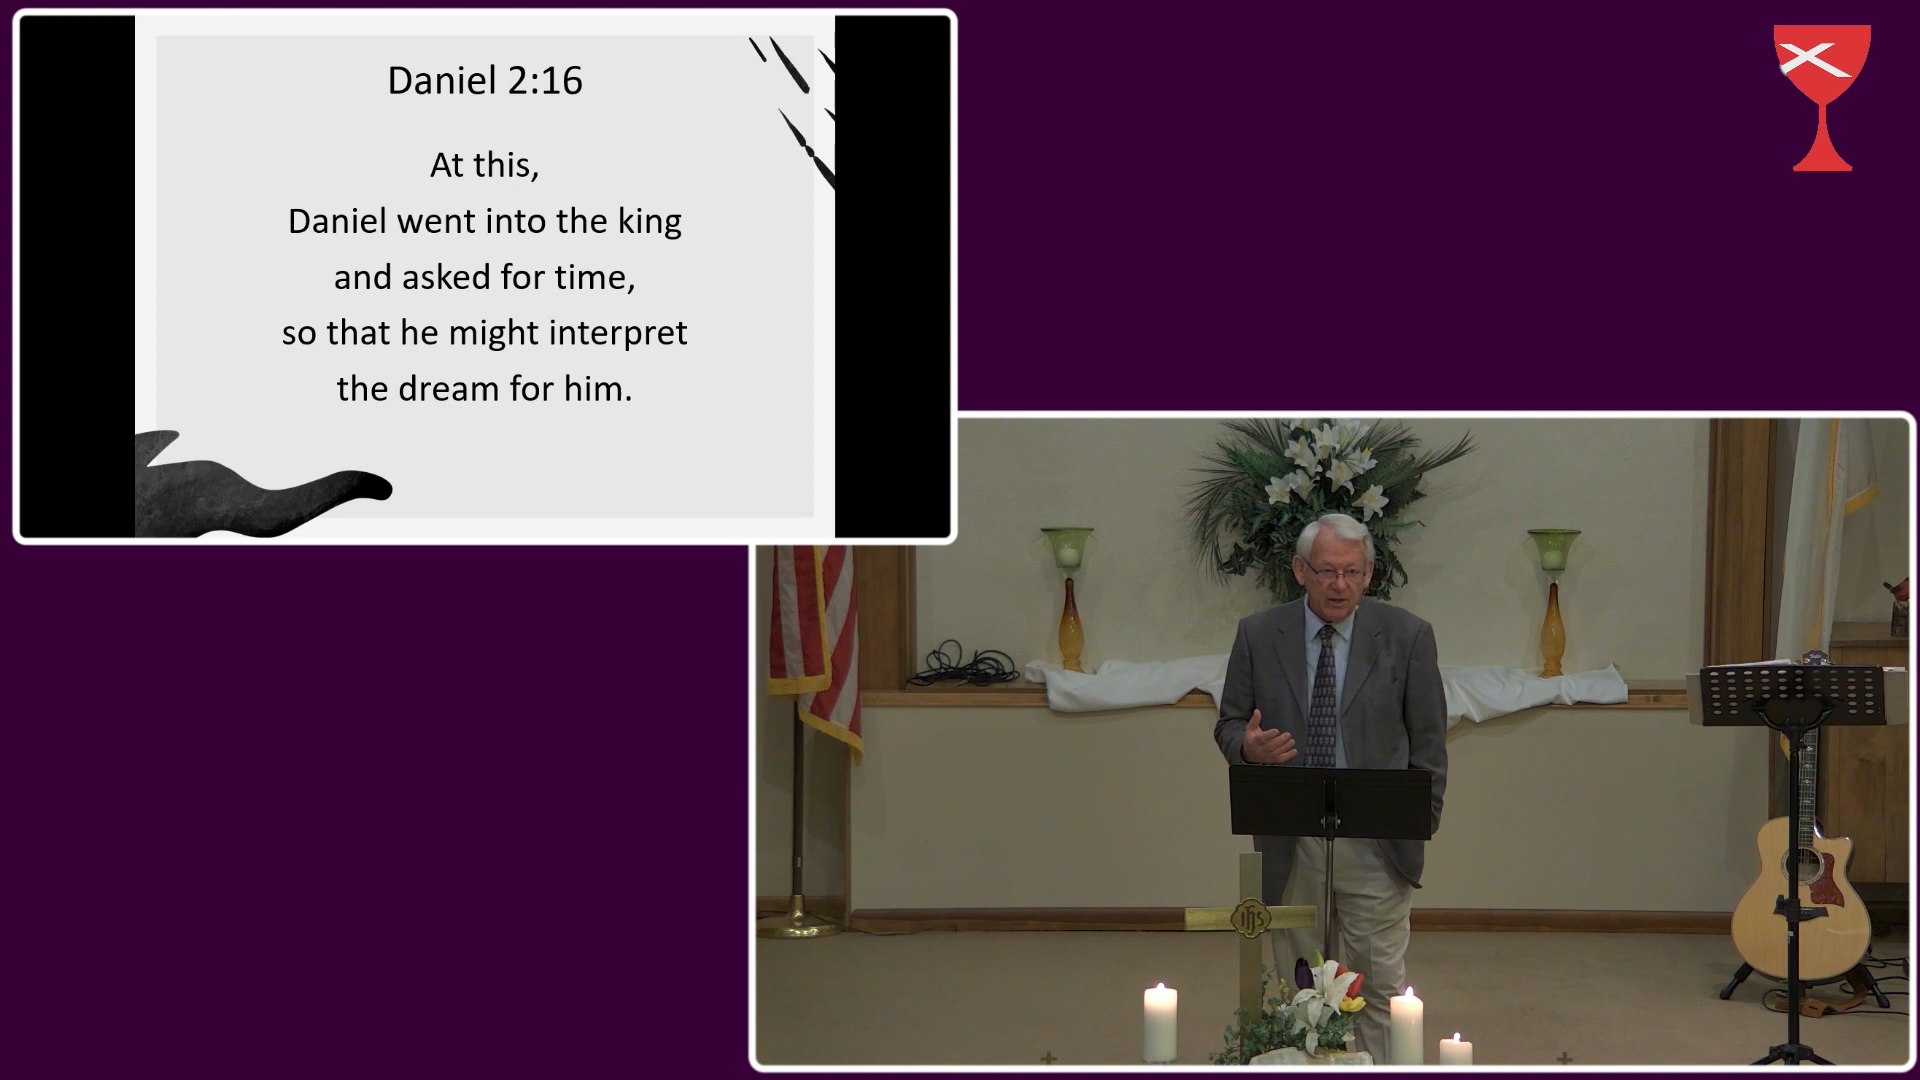 Daniel 2:16
At this,
Daniel went into the king
and asked for time,
so that he might interpret
the dream for him.
IHS